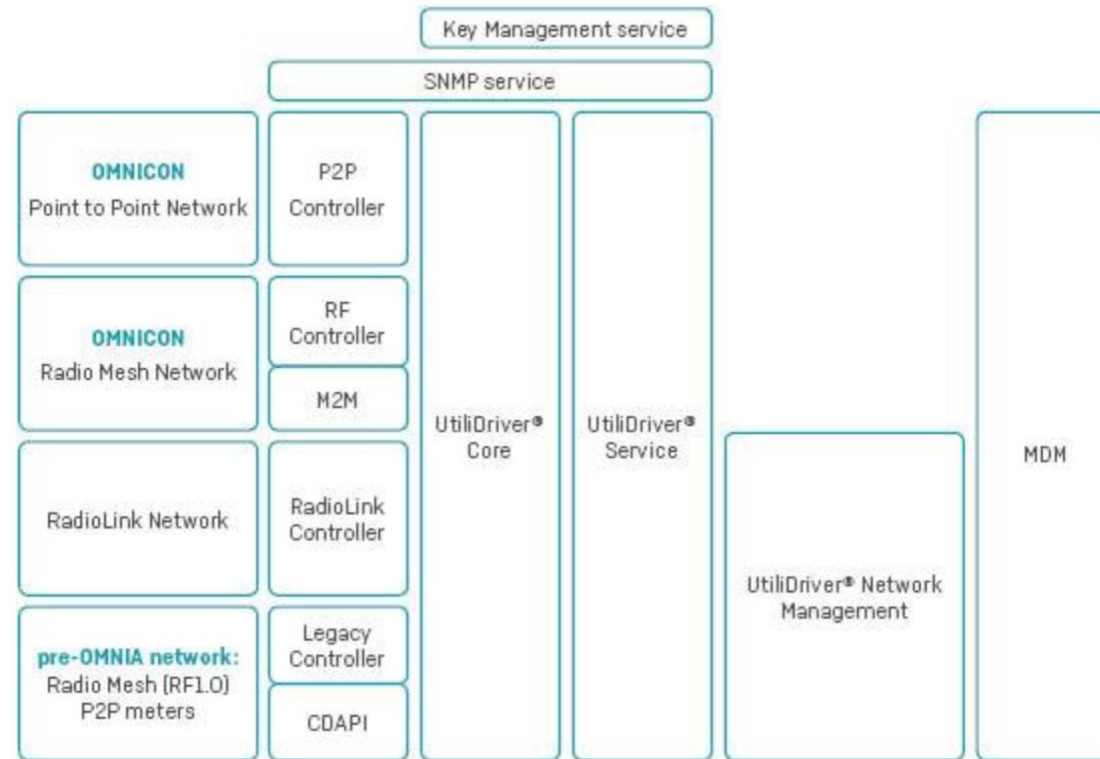 Key Management service
SNMP service
OMNICON
Point to Point Network
P2P
Controller
OMNICON
Radio Mesh Network
RF
Controller
M2M
UtiliDriver®
Core
UtiliDriver®
Service
MDM
RadioLink Network
RadioLink
Controller
UtiliDriver® Network
Management
pre-OMNIA network:
Radio Mesh (RF1.0)
P2P meters
Legacy
Controller
CDAPI